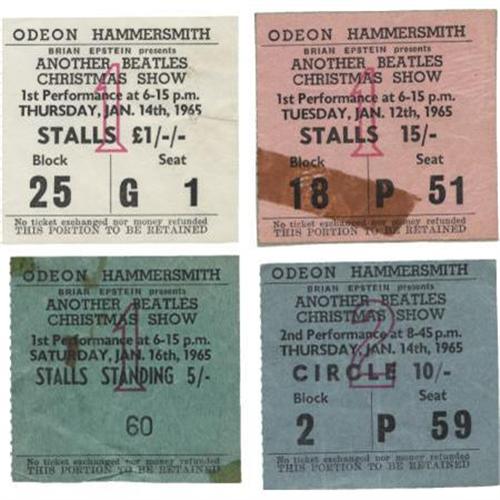 ODEON HAMMERSMITH
BRIAN EPSTEIN presents
ANOTHER BEATLES
CHRISTMAS SHOW
1st Performance at 6-15 p.m.
THURSDAY, JAN. 14th, 1965
STALLS £1/-/-
Block Seat
25 G 1
No ticket exchanged nor money refunded
THIS PORTION TO BE RETAINED
1
ODEON HAMMERSMITH
BRIAN EPSTEIN presents
ANOTHER BEATLES
CHRISTMAS SHOW
1st Performance at 6-15 p.m.
TUESDAY, JAN. 12th, 1965
STALLS 15/-
Block Seat
18 P 51
No ticket exchanged nor money refunded
THIS PORTION TO BE RETAINED
1
ODEON HAMMERSMITH
BRIAN EPSTEIN presents
ANOTHER BEATLES
CHRISTMAS SHOW
1st Performance at 6-15 p.m.
SATURDAY, JAN. 16th, 1965
STALLS STANDING 5/-
60
No ticket exchanged nor money refunded
THIS PORTION TO BE RETAINED
1
ODEON HAMMERSMITH
BRIAN EPSTEIN presents
ANOTHER BEATLES
CHRISTMAS SHOW
2nd Performance at 8-45 p.m.
THURSDAY, JAN. 14th, 1965
CIRCLE 10/-
Block Seat
2 P 59
No ticket exchanged nor money refunded
THIS PORTION TO BE RETAINED
2